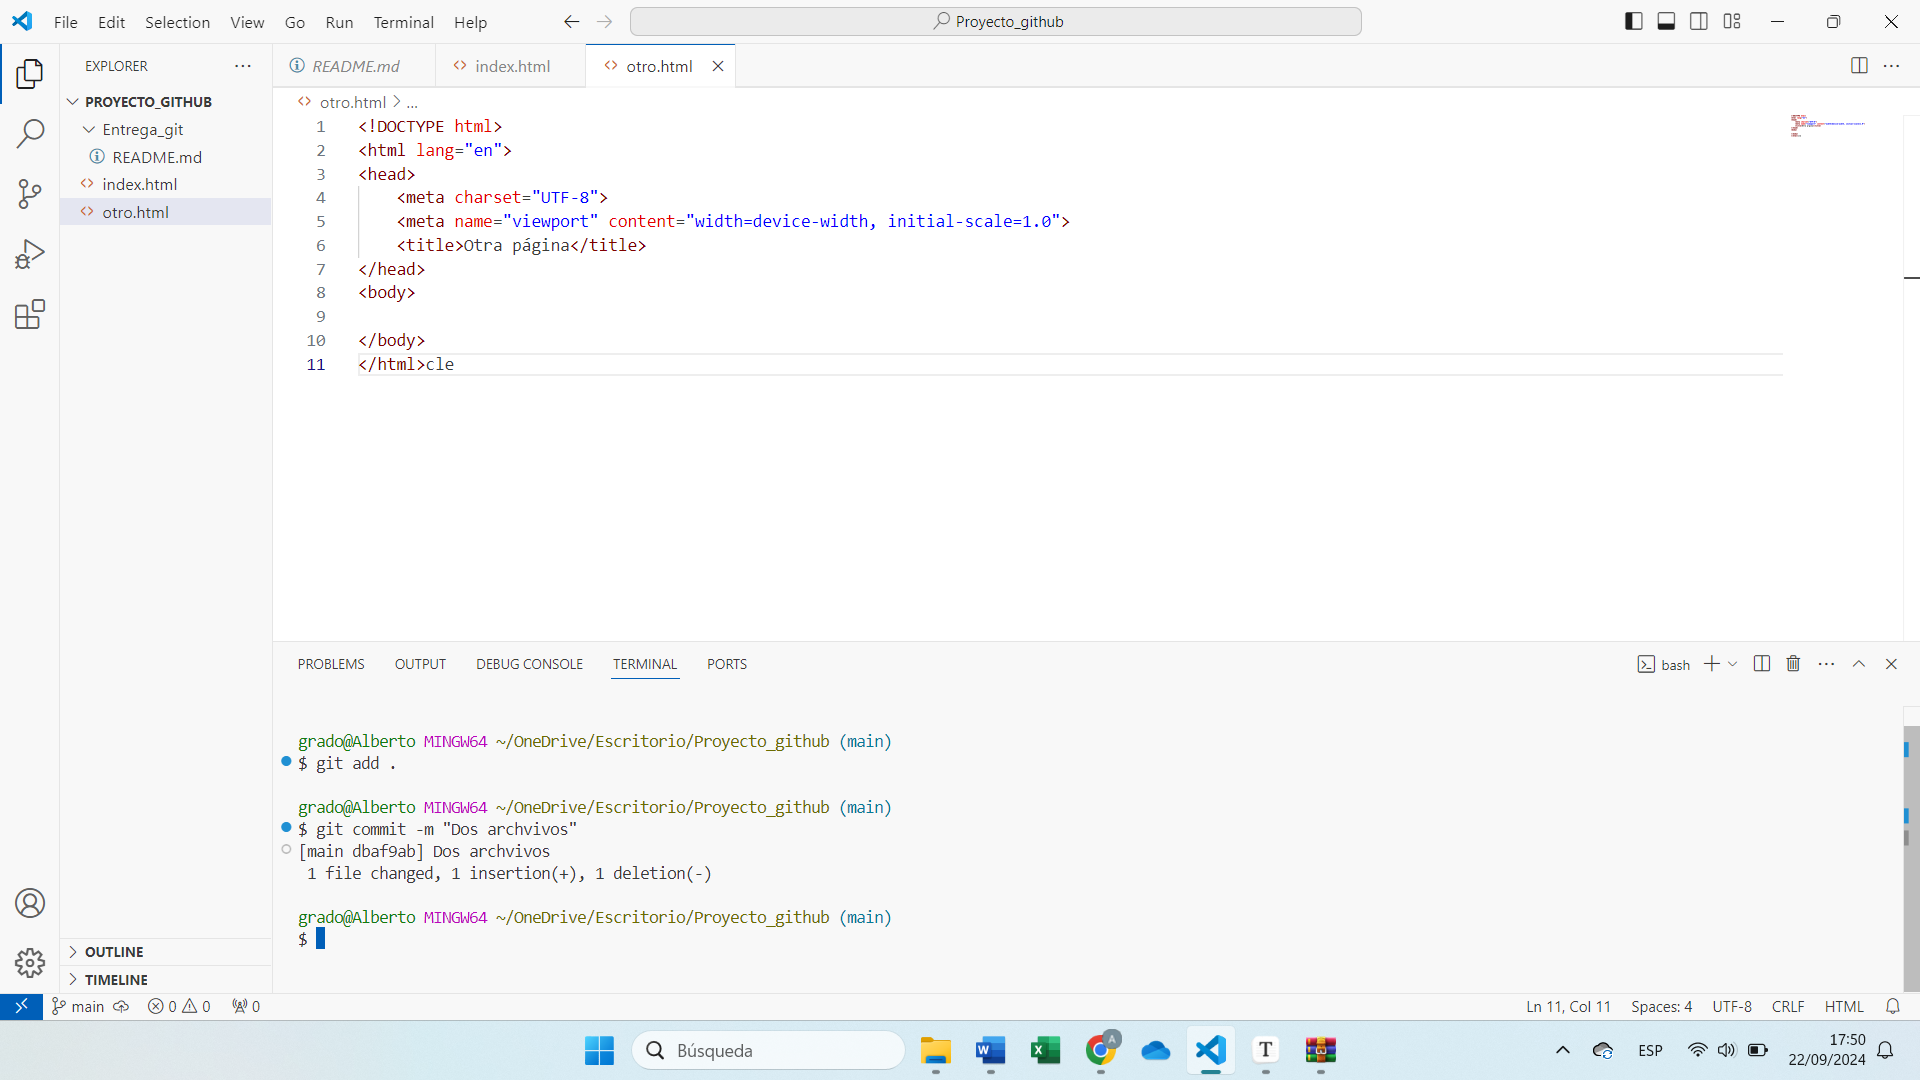 File Edit Selection View Go Run Terminal Help
Proyecto_github
EXPLORER
PROYECTO_GITHUB
Entrega_git
README.md
index.html
otro.html
OUTLINE
TIMELINE
README.md
index.html
otro.html
otro.html > ...
1 <!DOCTYPE html>
2 <html lang="en">
3 <head>
4 <meta charset="UTF-8">
5 <meta name="viewport" content="width=device-width, initial-scale=1.0">
6 <title>Otra página</title>
7 </head>
8 <body>
9
10 </body>
11 </html>cle
PROBLEMS OUTPUT DEBUG CONSOLE TERMINAL PORTS
bash
grado@Alberto MINGW64 ~/OneDrive/Escritorio/Proyecto_github (main)
$ git add .
grado@Alberto MINGW64 ~/OneDrive/Escritorio/Proyecto_github (main)
$ git commit -m "Dos archvivos"
[main dbaf9ab] Dos archvivos
1 file changed, 1 insertion(+), 1 deletion(-)
grado@Alberto MINGW64 ~/OneDrive/Escritorio/Proyecto_github (main)
$
main 0 0 0
Ln 11, Col 11 Spaces: 4 UTF-8 CRLF HTML
Búsqueda
A
ESP
17:50
22/09/2024